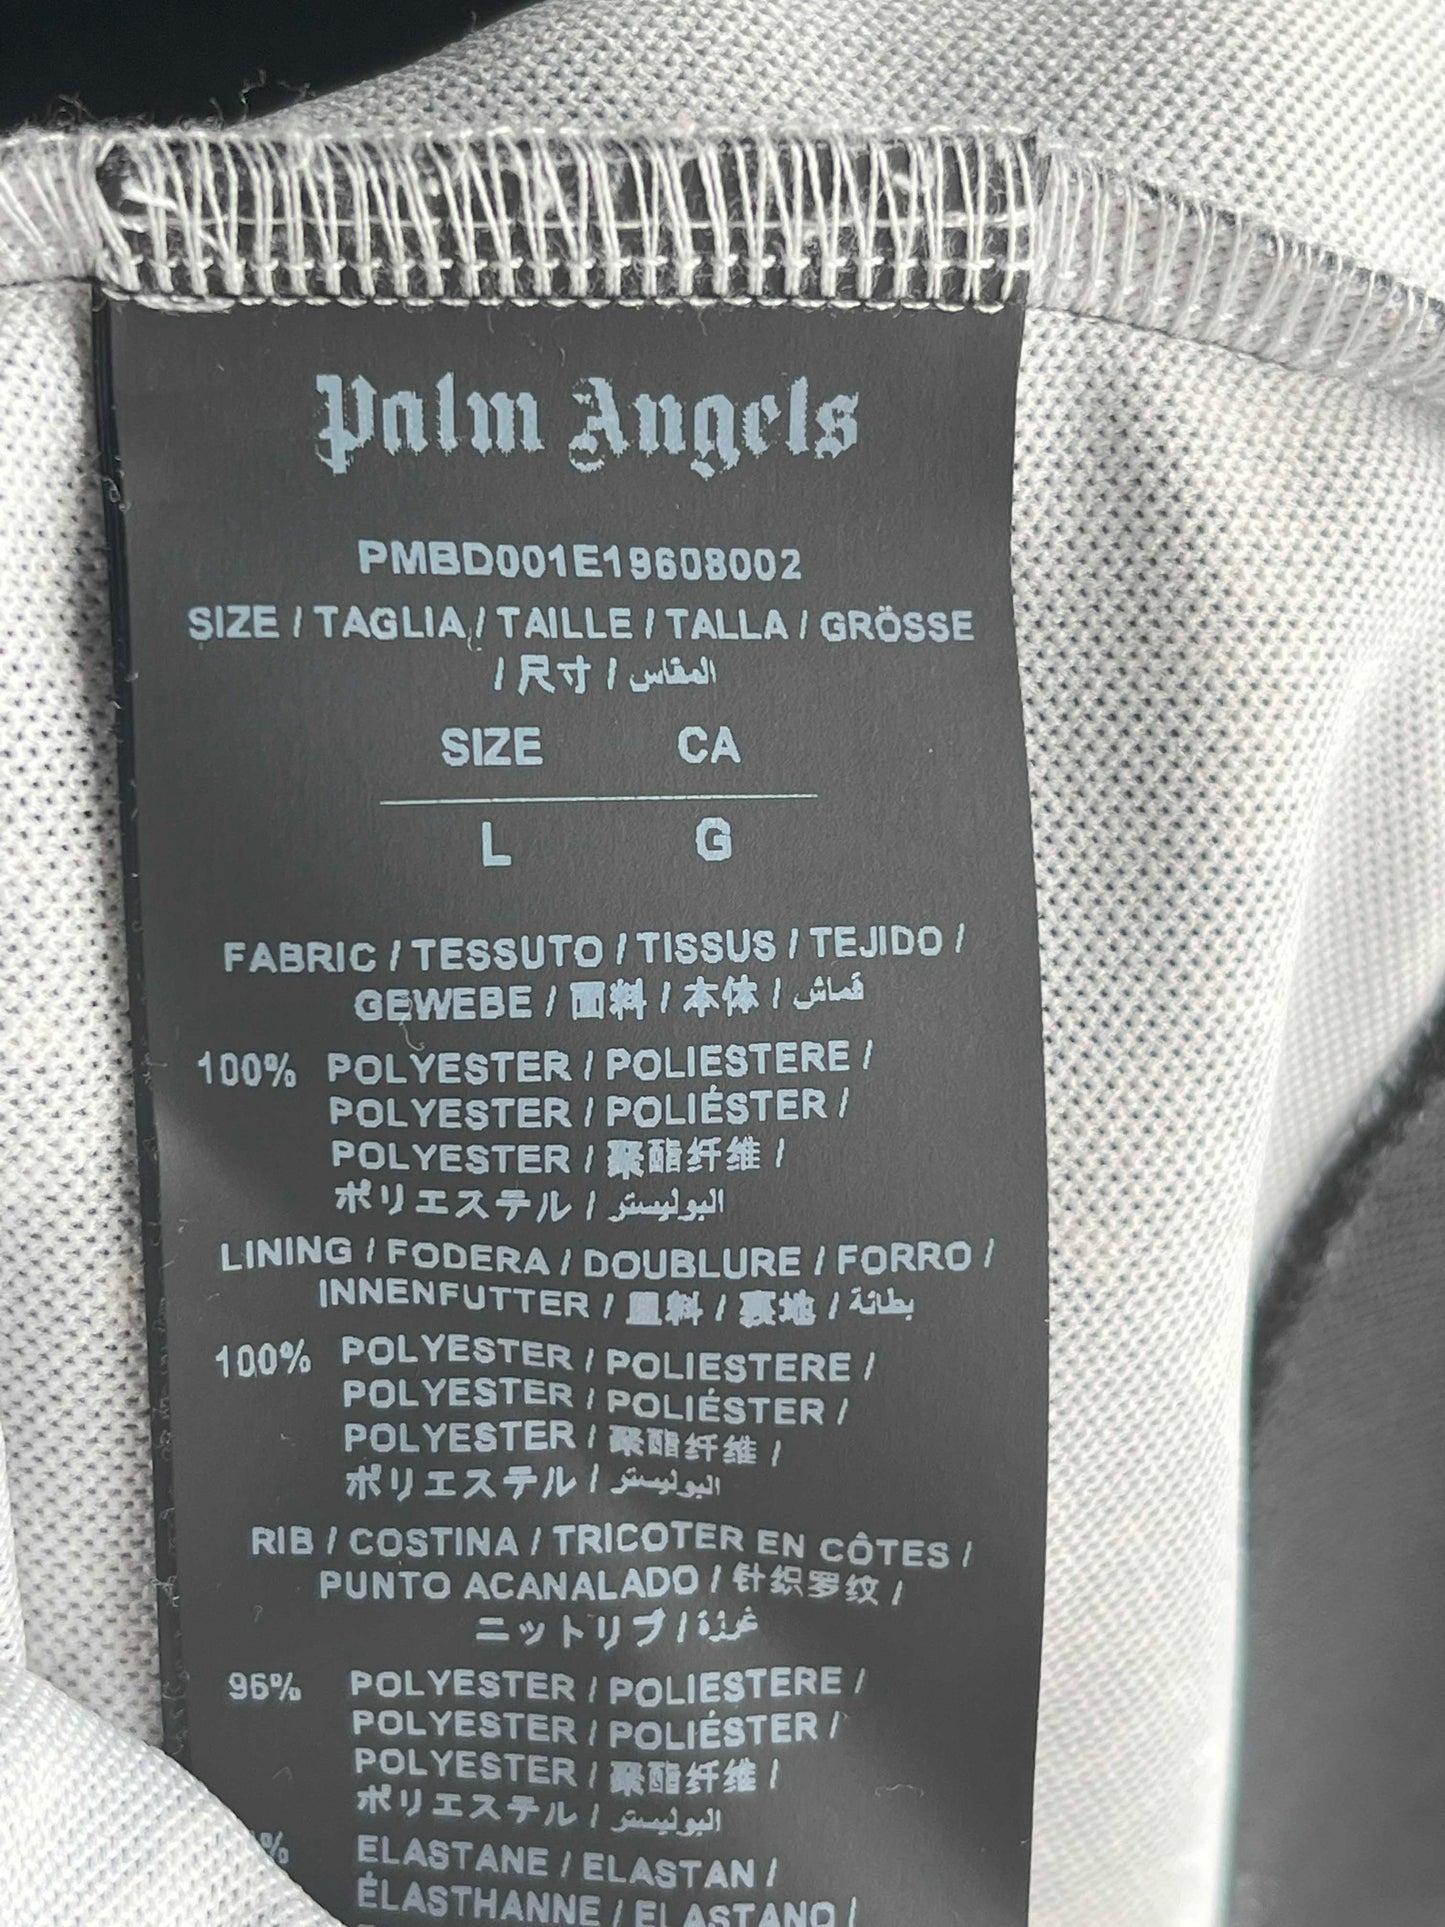 Palm Angels
PMBD001E19608002
SIZE / TAGLIA / TAILLE / TALLA / GRÖSSE
/ 尺寸 / المقاس
SIZE CA
L G
FABRIC / TESSUTO / TISSUS / TEJIDO /
GEWEBE / 面料 / 本体 / قماش
100% POLYESTER / POLIESTERE /
POLYESTER / POLIÉSTER /
POLYESTER / 聚酯纤维 /
ポリエステル / البوليستر
LINING / FODERA / DOUBLURE / FORRO /
INNENFUTTER / 里料 / 裏地 / بطانة
100% POLYESTER / POLIESTERE /
POLYESTER / POLIÉSTER /
POLYESTER / 聚酯纤维 /
ポリエステル / البوليستر
RIB / COSTINA / TRICOTER EN CÔTES /
PUNTO ACANALADO / 针织罗纹 /
ニットリブ /
96% POLYESTER / POLIESTERE /
POLYESTER / POLIÉSTER /
POLYESTER / 聚酯纤维 /
ポリエステル / البوليستر
% ELASTANE / ELASTAN /
ÉLASTHANNE / ELASTANO /